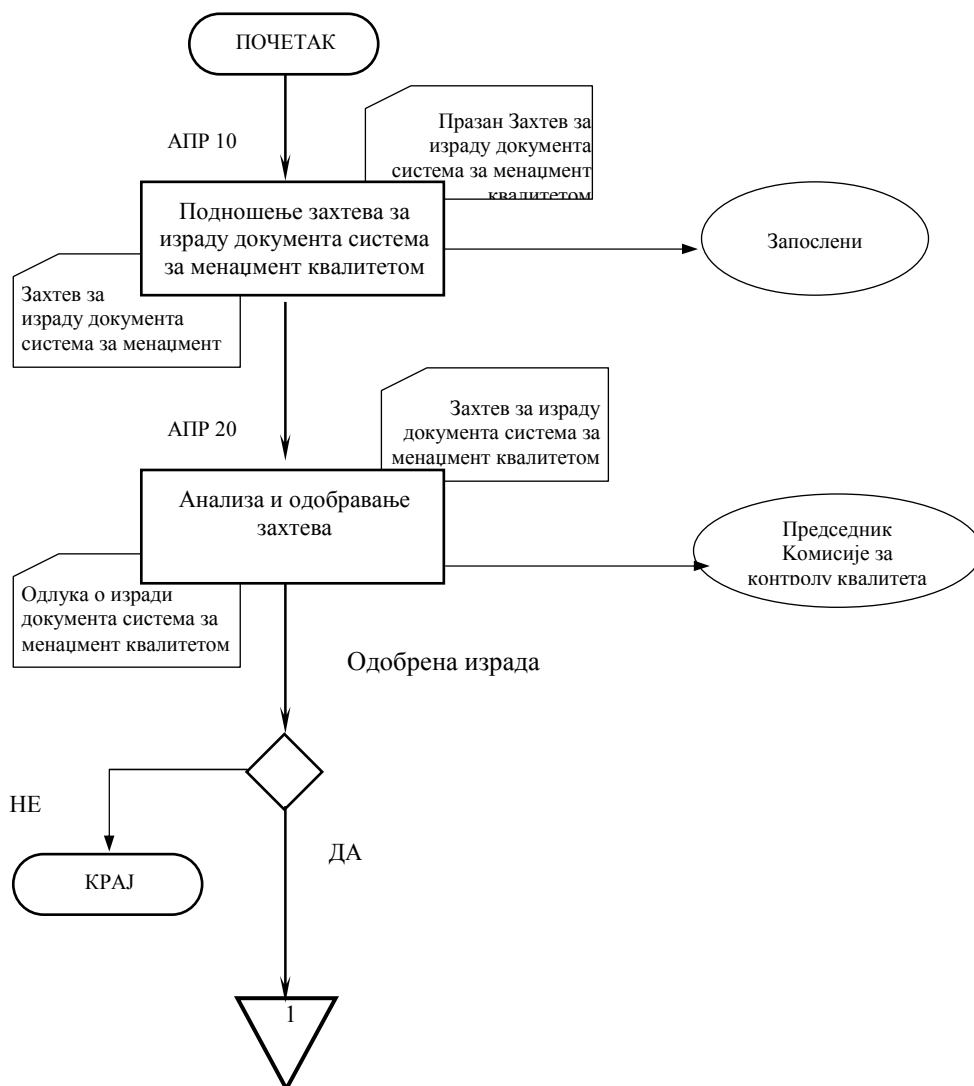 ПОЧЕТАК
АПР 10
Празан Захтев за
израду документа
система за менаџмент
квалитетом
Подношење захтева за
израду документа система
за менаџмент квалитетом
Запослени
Захтев за
израду документа
система за менаџмент
АПР 20
Захтев за израду
документа система за
менаџмент квалитетом
Анализа и одобравање
захтева
Председник
Комисије за
контролу квалитета
Одлука о изради
документа система за
менаџмент квалитетом
Одобрена израда
НЕ
ДА
КРАЈ
1